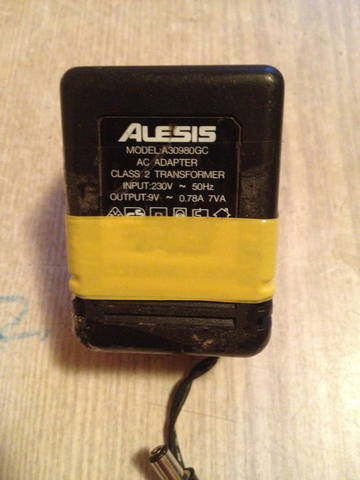 ALESIS
MODEL:A30980GC
AC ADAPTER
CLASS 2 TRANSFORMER
INPUT:230V ~ 50Hz
OUTPUT:9V ~ 0.78A 7VA